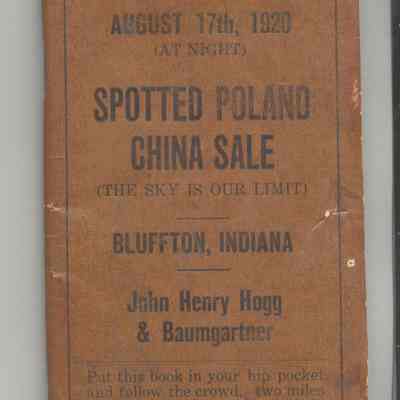 AUGUST 17th, 1920
(AT NIGHT)
SPOTTED POLAND
CHINA SALE
(THE SKY IS OUR LIMIT)
BLUFFTON, INDIANA
John Henry Hogg
& Baumgartner
Put this book in your hip pocket
and follow the crowd, two miles